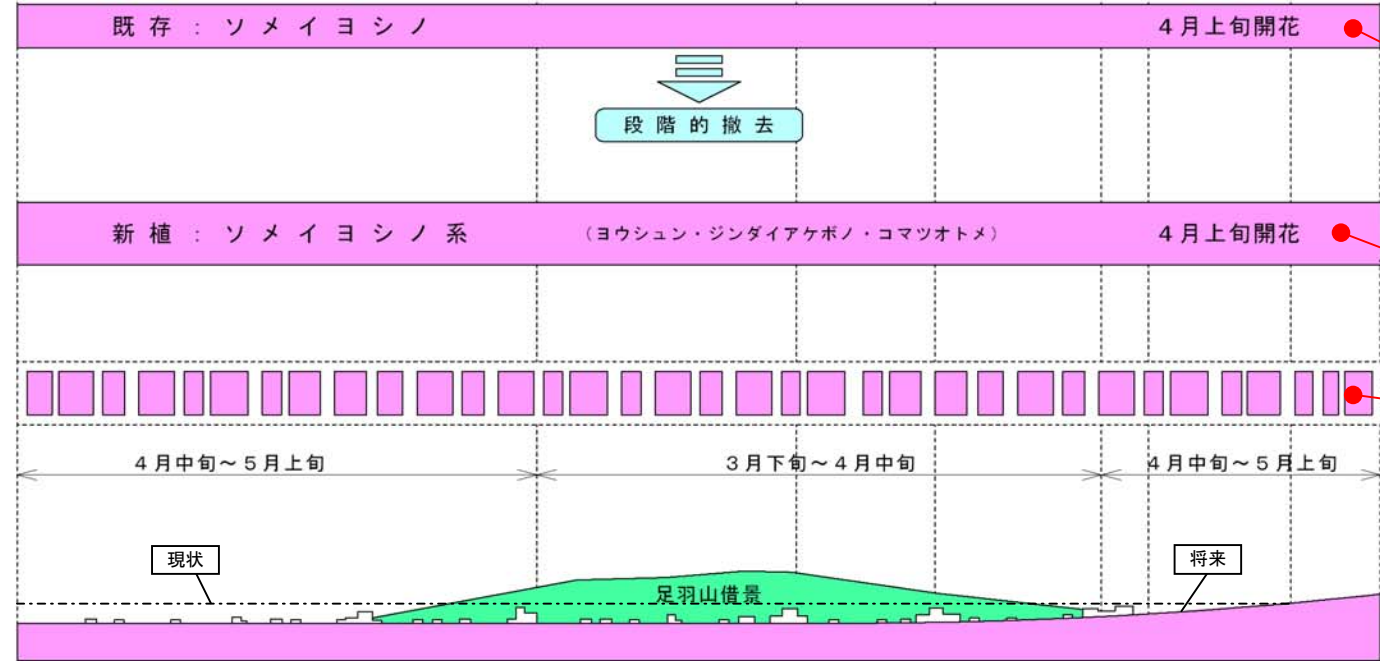 既存：ソメイヨシノ 4月上旬開花
段階的撤去
新植：ソメイヨシノ系 （ヨウシュン・ジンダイアケボノ・コマツオトメ） 4月上旬開花
4月中旬～5月上旬 3月下旬～4月中旬 4月中旬～5月上旬
現状 将来
足羽山借景